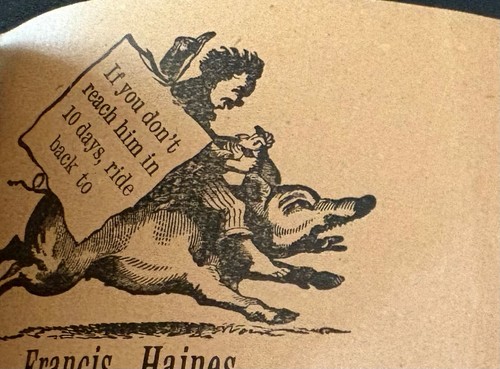 If you don't
reach him in
10 days, ride
back to
Francis Haines